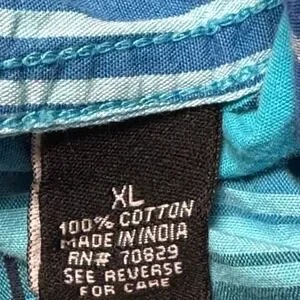 XL
100% COTTON
MADE IN INDIA
RN# 70829
SEE REVERSE
FOR CARE